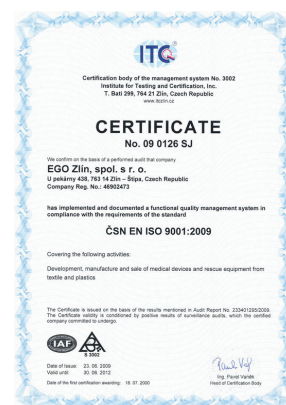 ITC
Certification body of the management system No. 3002
Institute for Testing and Certification, Inc.
T. Bati 299, 764 21 Zlín, Czech Republic
www.itczlin.cz
CERTIFICATE
No. 09 0126 SJ
We confirm on the basis of a performed audit that company
EGO Zlín, spol. s r. o.
U pekárny 438, 763 14 Zlín – Štípa, Czech Republic
Company Reg. No.: 46902473
has implemented and documented a functional quality management system in
compliance with the requirements of the standard
ČSN EN ISO 9001:2009
Covering the following activities:
Development, manufacture and sale of medical devices and rescue equipment from
textile and plastics
The Certificate is issued on the basis of the results mentioned in Audit Report No. 233401295/2009.
The Certificate validity is conditioned by positive results of surveillance audits, which the certified
company committed to undergo.
IAF
S 3002
Date of Issue: 23. 06. 2009
Valid until: 30. 06. 2012
Ing. Pavel Vaněk
Date of the first certification awarding: 18. 07. 2000
Head of Certification Body